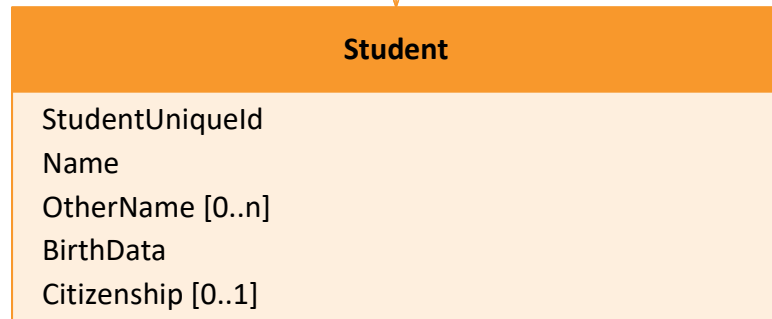 Student
StudentUniqueId
Name
OtherName [0..n]
BirthData
Citizenship [0..1]